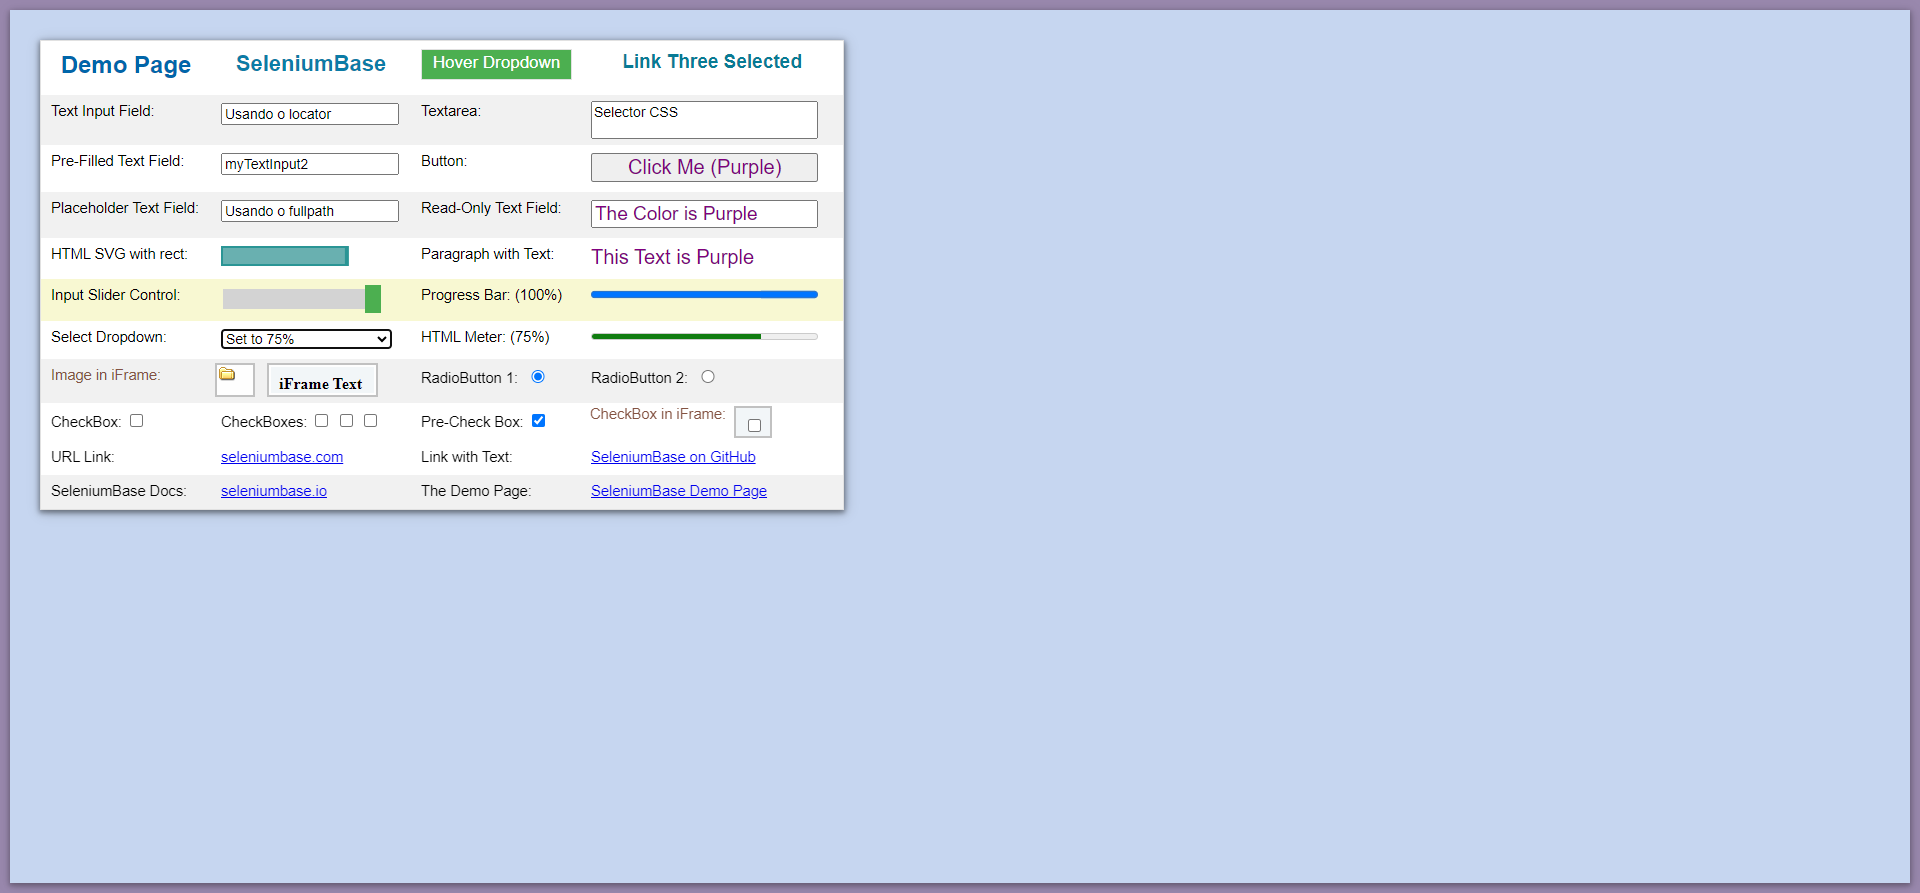 Demo Page SeleniumBase Hover Dropdown Link Three Selected
Text Input Field: Usando o locator Textarea: Selector CSS
Pre-Filled Text Field: myTextInput2 Button: Click Me (Purple)
Placeholder Text Field: Usando o fullpath Read-Only Text Field: The Color is Purple
HTML SVG with rect: Paragraph with Text: This Text is Purple
Input Slider Control: Progress Bar: (100%)
Select Dropdown: Set to 75% HTML Meter: (75%)
Image in iFrame: iFrame Text RadioButton 1: RadioButton 2:
CheckBox: CheckBoxes: Pre-Check Box: CheckBox in iFrame:
URL Link: seleniumbase.com Link with Text: SeleniumBase on GitHub
SeleniumBase Docs: seleniumbase.io The Demo Page: SeleniumBase Demo Page